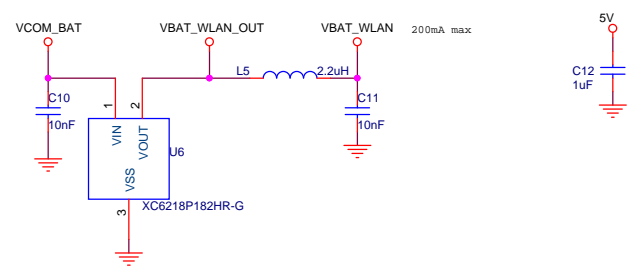 VCOM_BAT VBAT_WLAN_OUT VBAT_WLAN 200mA max 5V
L5 2.2uH
C12
1uF
C10 C11
10nF 10nF
1 2
VIN VOUT
U6
VSS
XC6218P182HR-G
3